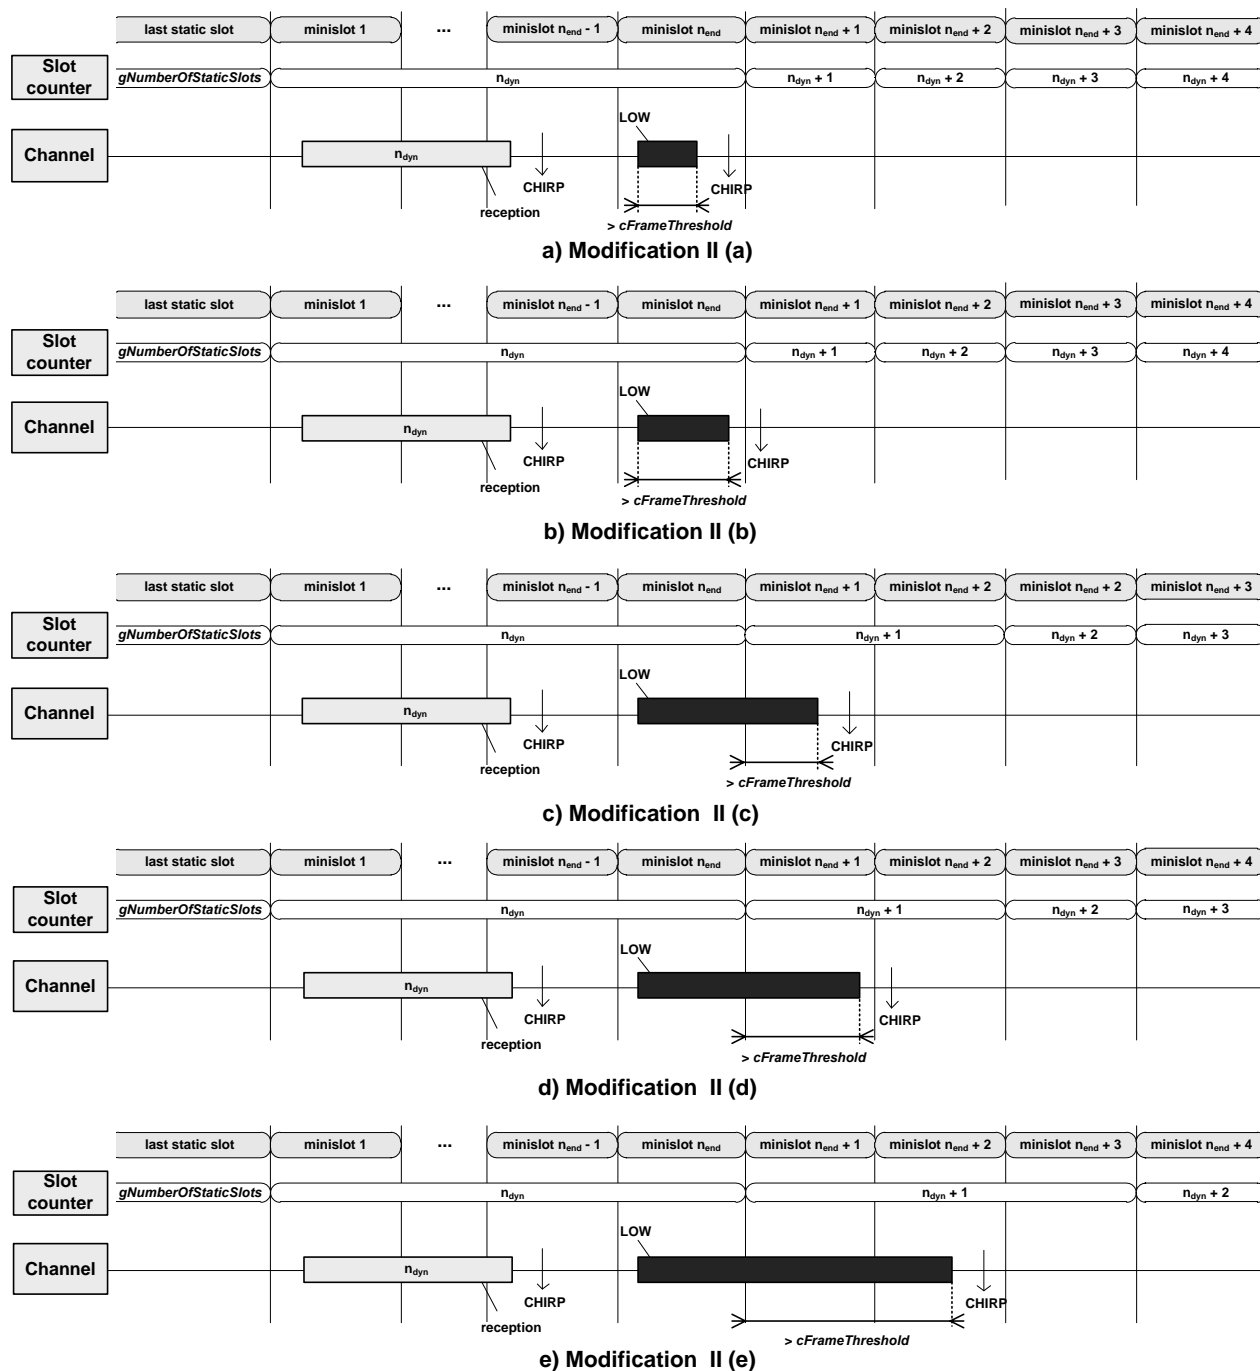 last static slot minislot 1 ... minislot nend - 1 minislot nend minislot nend + 1 minislot nend + 2 minislot nend + 3 minislot nend + 4
Slot
counter
gNumberOfStaticSlots ndyn ndyn + 1 ndyn + 2 ndyn + 3 ndyn + 4
LOW
Channel
ndyn
CHIRP CHIRP
reception
> cFrameThreshold
a) Modification II (a)
last static slot minislot 1 ... minislot nend - 1 minislot nend minislot nend + 1 minislot nend + 2 minislot nend + 3 minislot nend + 4
Slot
counter
gNumberOfStaticSlots ndyn ndyn + 1 ndyn + 2 ndyn + 3 ndyn + 4
LOW
Channel
ndyn
CHIRP CHIRP
reception
> cFrameThreshold
b) Modification II (b)
last static slot minislot 1 ... minislot nend - 1 minislot nend minislot nend + 1 minislot nend + 2 minislot nend + 2 minislot nend + 3
Slot
counter
gNumberOfStaticSlots ndyn ndyn + 1 ndyn + 2 ndyn + 3
LOW
Channel
ndyn
CHIRP CHIRP
reception
> cFrameThreshold
c) Modification II (c)
last static slot minislot 1 ... minislot nend - 1 minislot nend minislot nend + 1 minislot nend + 2 minislot nend + 3 minislot nend + 4
Slot
counter
gNumberOfStaticSlots ndyn ndyn + 1 ndyn + 2 ndyn + 3
LOW
Channel
ndyn
CHIRP CHIRP
reception
> cFrameThreshold
d) Modification II (d)
last static slot minislot 1 ... minislot nend - 1 minislot nend minislot nend + 1 minislot nend + 2 minislot nend + 3 minislot nend + 4
Slot
counter
gNumberOfStaticSlots ndyn ndyn + 1 ndyn + 2
LOW
Channel
ndyn
CHIRP CHIRP
reception
> cFrameThreshold
e) Modification II (e)